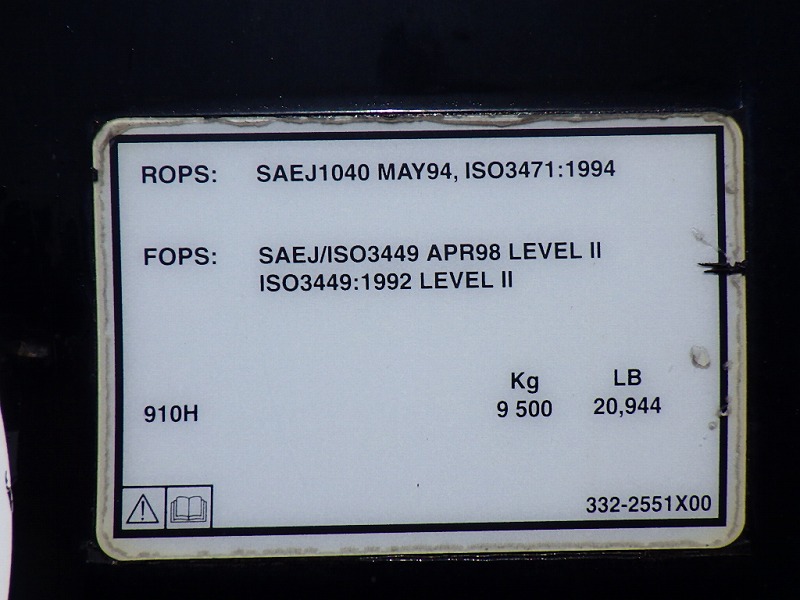 ROPS: SAEJ1040 MAY94, ISO3471:1994
FOPS: SAEJ/ISO3449 APR98 LEVEL II
ISO3449:1992 LEVEL II
Kg LB
910H 9 500 20,944
332-2551X00